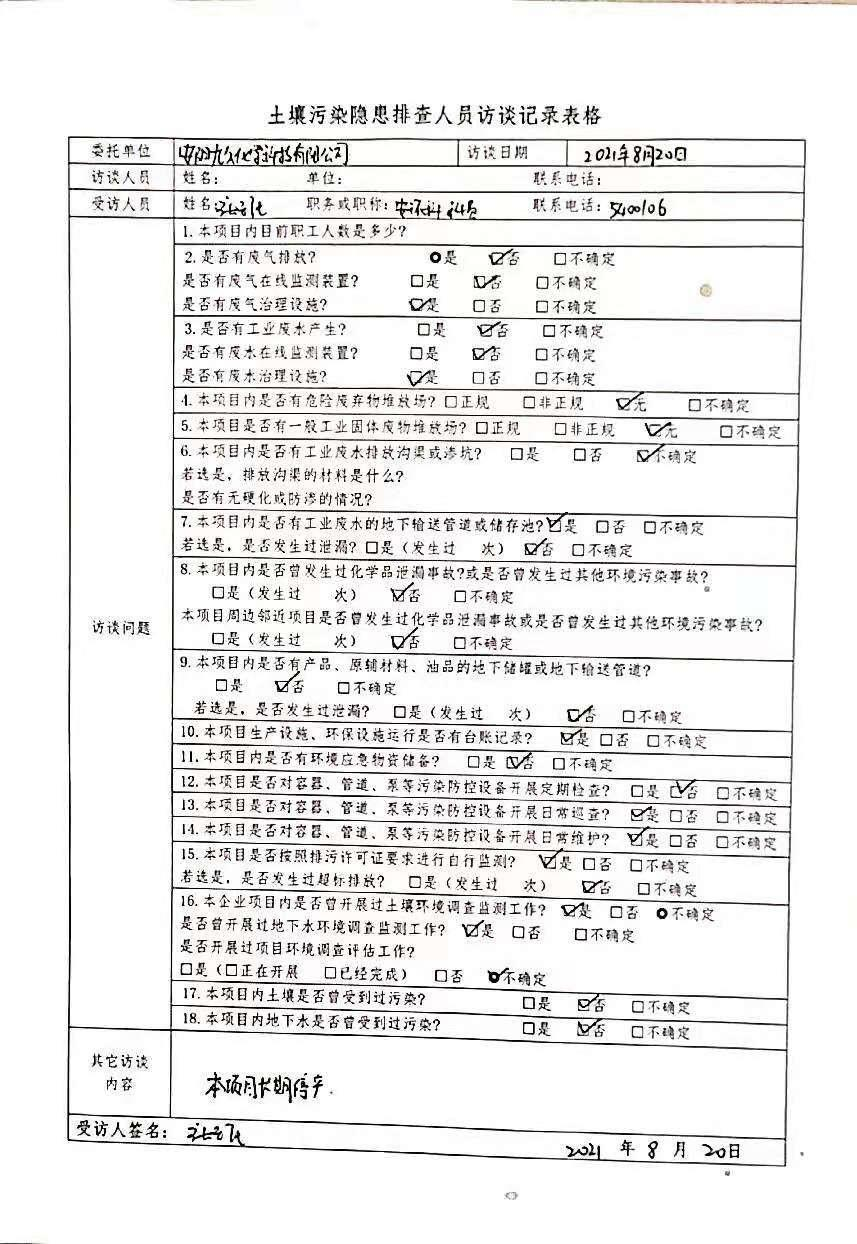 土壤污染隐患排查人员访谈记录表格
委托单位 安阳九久化学科技有限公司 访谈日期 2021年8月20日
访谈人员 姓名： 单位： 联系电话：
受访人员 姓名： 职务或职称：安环科 科员 联系电话：5400106
访谈问题
1.本项目内目前职工人数是多少？
2.是否有废气排放？ 是 ☑否 □不确定
是否有废气在线监测装置？ □是 ☑否 □不确定
是否有废气治理设施？ ☑是 □否 □不确定
3.是否有工业废水产生？ □是 ☑否 □不确定
是否有废水在线监测装置？ □是 ☑否 □不确定
是否有废水治理设施？ ☑是 □否 □不确定
4.本项目内是否有危险废弃物堆放场？□正规 □非正规 ☑无 □不确定
5.本项目是否有一般工业固体废物堆放场？□正规 □非正规 ☑无 □不确定
6.本项目内是否有工业废水排放沟渠或渗坑？ □是 □否 ☑不确定
若选是，排放沟渠的材料是什么？
是否有无硬化或防渗的情况？
7.本项目内是否有工业废水的地下输送管道或储存池？☑是 □否 □不确定
若选是，是否发生过泄漏？□是（发生过 次） ☑否 □不确定
8.本项目内是否曾发生过化学品泄漏事故？或是否曾发生过其他环境污染事故？
□是（发生过 次） ☑否 □不确定
本项目周边邻近项目是否曾发生过化学品泄漏事故或是否曾发生过其他环境污染事故？
□是（发生过 次） ☑否 □不确定
9.本项目内是否有产品、原辅材料、油品的地下储罐或地下输送管道？
□是 ☑否 □不确定
若选是，是否发生过泄漏？ □是（发生过 次） ☑否 □不确定
10.本项目生产设施、环保设施运行是否有台账记录？ ☑是 □否 □不确定
11.本项目内是否有环境应急物资储备？ □是 ☑否 □不确定
12.本项目是否对容器、管道、泵等污染防控设备开展定期检查？ □是 ☑否 □不确定
13.本项目是否对容器、管道、泵等污染防控设备开展日常巡查？ ☑是 □否 □不确定
14.本项目是否对容器、管道、泵等污染防控设备开展日常维护？ ☑是 □否 □不确定
15.本项目是否按照排污许可证要求进行自行监测？ ☑是 □否 □不确定
若选是，是否发生过超标排放？ □是（发生过 次） ☑否 □不确定
16.本企业项目内是否曾开展过土壤环境调查监测工作？ ☑是 □否 不确定
是否曾开展过地下水环境调查监测工作？ ☑是 □否 □不确定
是否开展过项目环境调查评估工作？
□是（□正在开展 □已经完成） □否 ☑不确定
17.本项目内土壤是否曾受到过污染？ □是 ☑否 □不确定
18.本项目内地下水是否曾受到过污染？ □是 ☑否 □不确定
其它访谈
内容
本项目长期停产.
受访人签名：
2021 年 8 月 20日